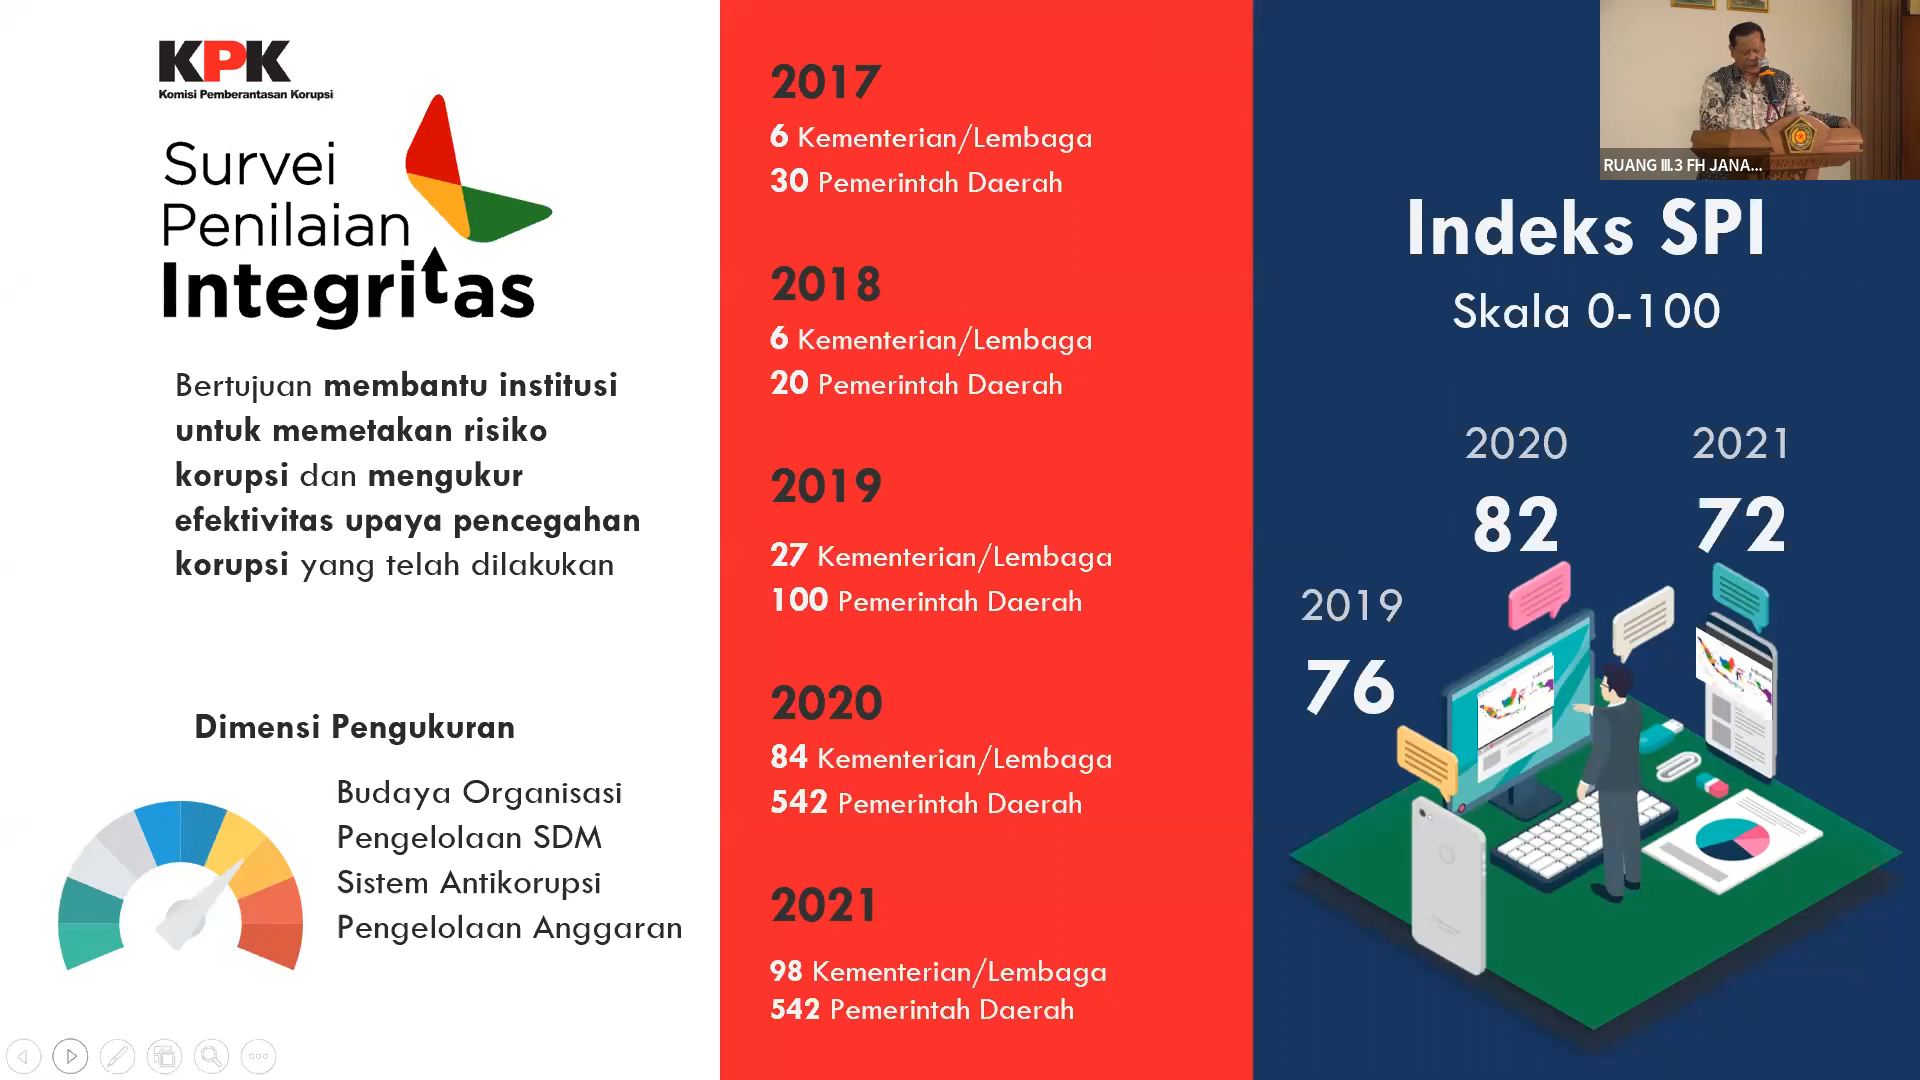 KPK
Komisi Pemberantasan Korupsi
Survei
Penilaian
Integritas
Bertujuan membantu institusi
untuk memetakan risiko
korupsi dan mengukur
efektivitas upaya pencegahan
korupsi yang telah dilakukan
Dimensi Pengukuran
Budaya Organisasi
Pengelolaan SDM
Sistem Antikorupsi
Pengelolaan Anggaran
2017
6 Kementerian/Lembaga
30 Pemerintah Daerah
2018
6 Kementerian/Lembaga
20 Pemerintah Daerah
2019
27 Kementerian/Lembaga
100 Pemerintah Daerah
2020
84 Kementerian/Lembaga
542 Pemerintah Daerah
2021
98 Kementerian/Lembaga
542 Pemerintah Daerah
RUANG III.3 FH JANA...
Indeks SPI
Skala 0-100
2020
82
2021
72
2019
76